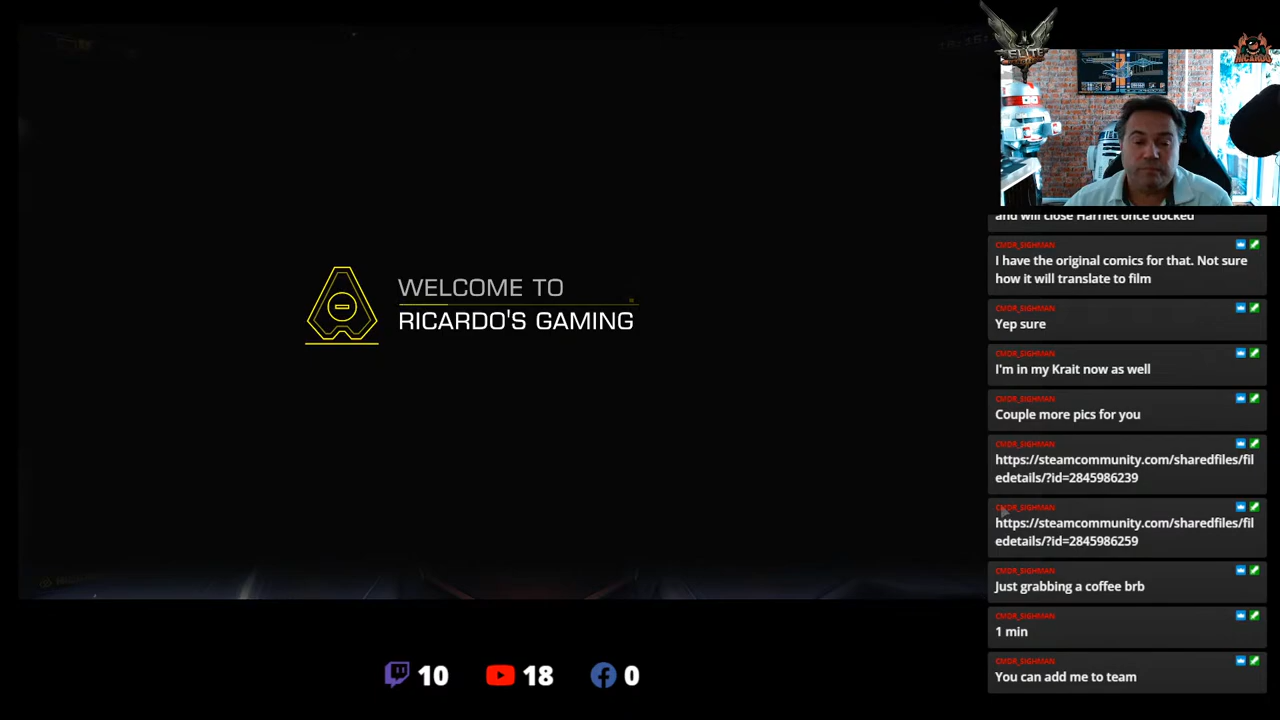 ELITE
RICARDO
WELCOME TO
RICARDO'S GAMING
and will close Harriet once docked
CMDR_SIGHMAN
I have the original comics for that. Not sure
how it will translate to film
CMDR_SIGHMAN
Yep sure
CMDR_SIGHMAN
I'm in my Krait now as well
CMDR_SIGHMAN
Couple more pics for you
CMDR_SIGHMAN
https://steamcommunity.com/sharedfiles/fil
edetails/?id=2845986239
CMDR_SIGHMAN
https://steamcommunity.com/sharedfiles/fil
edetails/?id=2845986259
CMDR_SIGHMAN
Just grabbing a coffee brb
CMDR_SIGHMAN
1 min
CMDR_SIGHMAN
You can add me to team
10 18 0